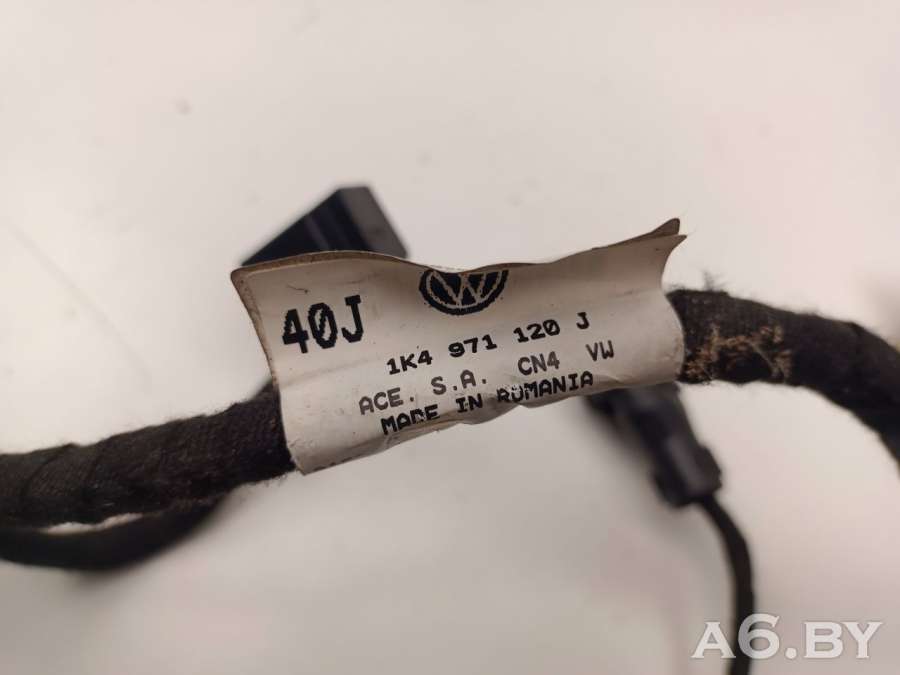 40J
1K4 971 120 J
ACE. S.A. CN4 VW
MADE IN ROMANIA
A6.BY